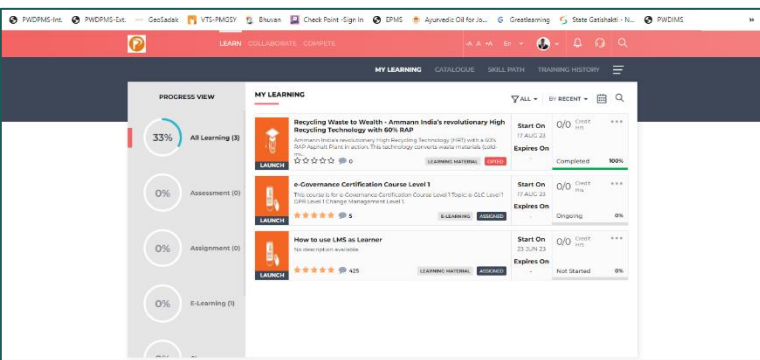 PWDPMS-Int. PWDPMS-Ext. GeoSadak VTS-PMGSY Bhuvan Check Point -Sign In EPMS Ayurvedic Oil for Jo... Greatlearning State Gatishakti - N... PWDIMS »
LEARN COLLABORATE COMPETE -A A +A En
MY LEARNING CATALOGUE SKILL PATH TRAINING HISTORY
PROGRESS VIEW
33% All Learning (3)
0% Assessment (0)
0% Assignment (0)
0% E-Learning (1)
0%
MY LEARNING ALL BY RECENT
Recycling Waste to Wealth - Ammann India's revolutionary High Recycling Technology with 60% RAP
Ammann India's revolutionary High Recycling Technology (HRT) with a 60% RAP Asphalt Plant in action. This technology converts waste materials (cold-
LAUNCH 0 LEARNING MATERIAL OPTED
Start On
17 AUG 23
Expires On
-
0/0 Credit Hrs
Completed 100%
e-Governance Certification Course Level 1
This course is for e-Governance Certification Course Level 1 Topic: e-GLC Level 1 GPR Level 1 Change Management Level 1.
LAUNCH 5 E-LEARNING ASSIGNED
Start On
17 AUG 23
Expires On
-
0/0 Credit Hrs
Ongoing 0%
How to use LMS as Learner
No description available
LAUNCH 425 LEARNING MATERIAL ASSIGNED
Start On
23 JUN 23
Expires On
-
0/0 Credit Hrs
Not Started 0%